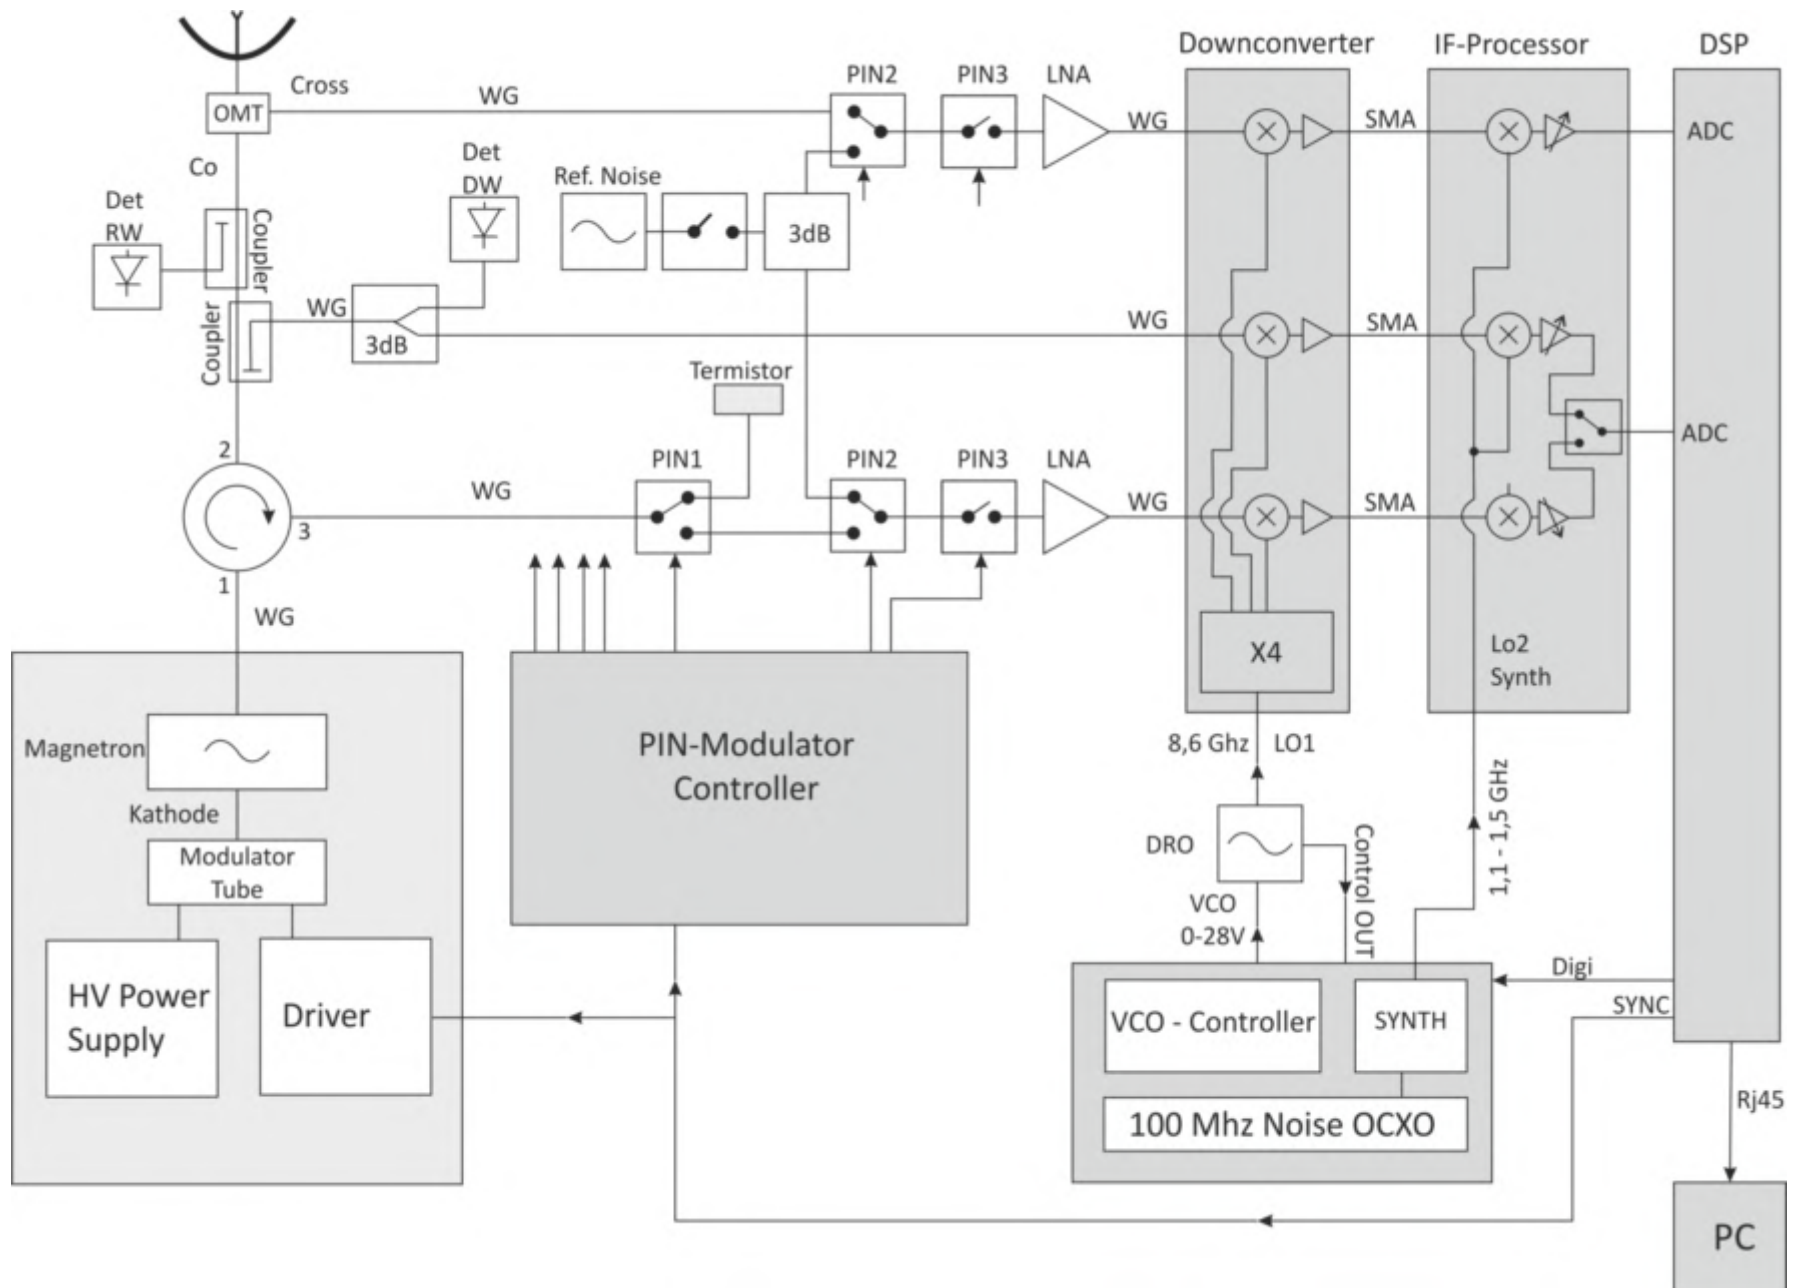 Downconverter
IF-Processor
DSP
Cross
WG
PIN2
PIN3
LNA
OMT
WG
SMA
ADC
Co
Det
DW
Ref. Noise
Det
RW
Coupler
3dB
WG
Coupler
3dB
WG
SMA
Termistor
ADC
2
PIN1
PIN2
PIN3
LNA
WG
WG
SMA
3
1
WG
X4
Lo2
Synth
Magnetron
PIN-Modulator
Controller
8,6 Ghz
LO1
1,1 - 1,5 GHz
Kathode
DRO
Control OUT
Modulator
Tube
VCO
0-28V
Digi
HV Power
Supply
Driver
VCO - Controller
SYNTH
SYNC
100 Mhz Noise OCXO
Rj45
PC